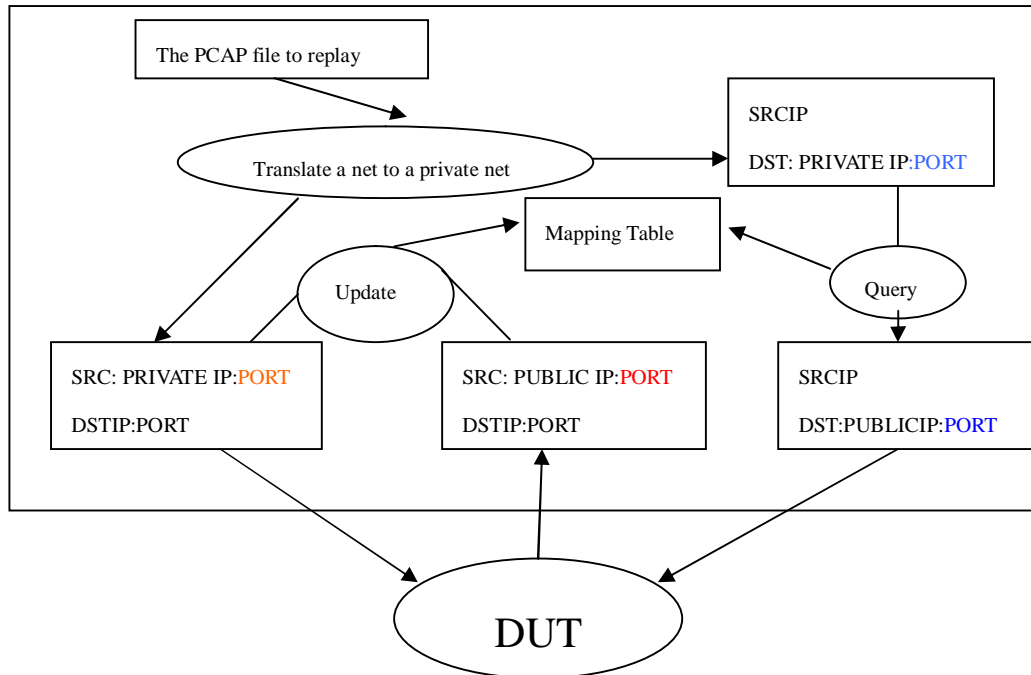 The PCAP file to replay
SRCIP
DST: PRIVATE IP:PORT
Translate a net to a private net
Mapping Table
Update
Query
SRC: PRIVATE IP:PORT
DSTIP:PORT
SRC: PUBLIC IP:PORT
DSTIP:PORT
SRCIP
DST:PUBLICIP:PORT
DUT